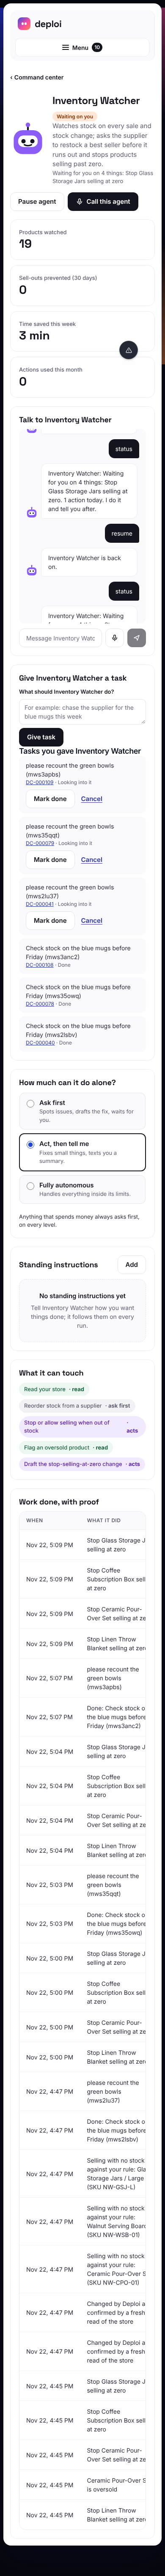 deploi
Menu 10
‹ Command center
Inventory Watcher
Waiting on you
Watches stock on every sale and
stock change; asks the supplier
to restock a best seller before it
runs out and stops products
selling past zero.
Waiting for you on 4 things: Stop Glass
Storage Jars selling at zero
Pause agent
Call this agent
Products watched
19
Sell-outs prevented (30 days)
0
Time saved this week
3 min
Actions used this month
0
Talk to Inventory Watcher
status
Inventory Watcher: Waiting
for you on 4 things: Stop
Glass Storage Jars selling at
zero. 1 action today. I do it
and tell you after.
resume
Inventory Watcher is back
on.
status
Inventory Watcher: Waiting
Message Inventory Watc
Tasks you gave Inventory Watcher
Give Inventory Watcher a task
What should Inventory Watcher do?
For example: chase the supplier for the
blue mugs this week
Give task
please recount the green bowls
(mws3apbs)
DC-000109 · Looking into it
Mark done
Cancel
please recount the green bowls
(mws35qqt)
DC-000079 · Looking into it
Mark done
Cancel
please recount the green bowls
(mws2lu37)
DC-000041 · Looking into it
Mark done
Cancel
Check stock on the blue mugs before
Friday (mws3anc2)
DC-000108 · Done
Check stock on the blue mugs before
Friday (mws35owq)
DC-000078 · Done
Check stock on the blue mugs before
Friday (mws2lsbv)
DC-000040 · Done
How much can it do alone?
Ask first
Spots issues, drafts the fix, waits for
you.
Act, then tell me
Fixes small things, texts you a
summary.
Fully autonomous
Handles everything inside its limits.
Anything that spends money always asks first,
on every level.
Standing instructions
Add
No standing instructions yet
Tell Inventory Watcher how you want
things done; it follows them on every
run.
What it can touch
Read your store · read
Reorder stock from a supplier · ask first
Stop or allow selling when out of
stock · acts
Flag an oversold product · read
Draft the stop-selling-at-zero change · acts
Work done, with proof
WHEN WHAT IT DID
Nov 22, 5:09 PM Stop Glass Storage J
selling at zero
Nov 22, 5:09 PM Stop Coffee
Subscription Box sell
at zero
Nov 22, 5:09 PM Stop Ceramic Pour-
Over Set selling at ze
Nov 22, 5:09 PM Stop Linen Throw
Blanket selling at zer
Nov 22, 5:07 PM please recount the
green bowls
(mws3apbs)
Nov 22, 5:07 PM Done: Check stock o
the blue mugs before
Friday (mws3anc2)
Nov 22, 5:04 PM Stop Glass Storage J
selling at zero
Nov 22, 5:04 PM Stop Coffee
Subscription Box sell
at zero
Nov 22, 5:04 PM Stop Ceramic Pour-
Over Set selling at ze
Nov 22, 5:04 PM Stop Linen Throw
Blanket selling at zer
Nov 22, 5:03 PM please recount the
green bowls
(mws35qqt)
Nov 22, 5:03 PM Done: Check stock o
the blue mugs before
Friday (mws35owq)
Nov 22, 5:00 PM Stop Glass Storage J
selling at zero
Nov 22, 5:00 PM Stop Coffee
Subscription Box sell
at zero
Nov 22, 5:00 PM Stop Ceramic Pour-
Over Set selling at ze
Nov 22, 5:00 PM Stop Linen Throw
Blanket selling at zer
Nov 22, 4:47 PM please recount the
green bowls
(mws2lu37)
Nov 22, 4:47 PM Done: Check stock o
the blue mugs before
Friday (mws2lsbv)
Nov 22, 4:47 PM Selling with no stock
against your rule: Gla
Storage Jars / Large
(SKU NW-GSJ-L)
Nov 22, 4:47 PM Selling with no stock
against your rule:
Walnut Serving Boar
(SKU NW-WSB-01)
Nov 22, 4:47 PM Selling with no stock
against your rule:
Ceramic Pour-Over S
(SKU NW-CPO-01)
Nov 22, 4:47 PM Changed by Deploi a
confirmed by a fresh
read of the store
Nov 22, 4:47 PM Changed by Deploi a
confirmed by a fresh
read of the store
Nov 22, 4:45 PM Stop Glass Storage J
selling at zero
Nov 22, 4:45 PM Stop Coffee
Subscription Box sell
at zero
Nov 22, 4:45 PM Stop Ceramic Pour-
Over Set selling at ze
Nov 22, 4:45 PM Ceramic Pour-Over S
is oversold
Nov 22, 4:45 PM Stop Linen Throw
Blanket selling at zer